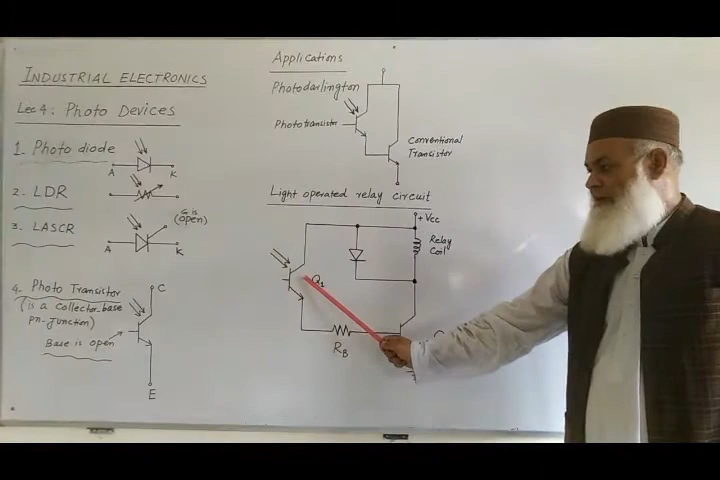 INDUSTRIAL ELECTRONICS
Lec 4: Photo Devices
1. Photo diode
A
K
2. LDR
3. LASCR
G is
(open)
A
K
4. Photo Transistor
(is a collector-base
pn-junction)
Base is open
C
E
Applications
Photodarlington
Phototransistor
Conventional
Transistor
Light operated relay circuit
+Vcc
Relay
Coil
Q1
RB